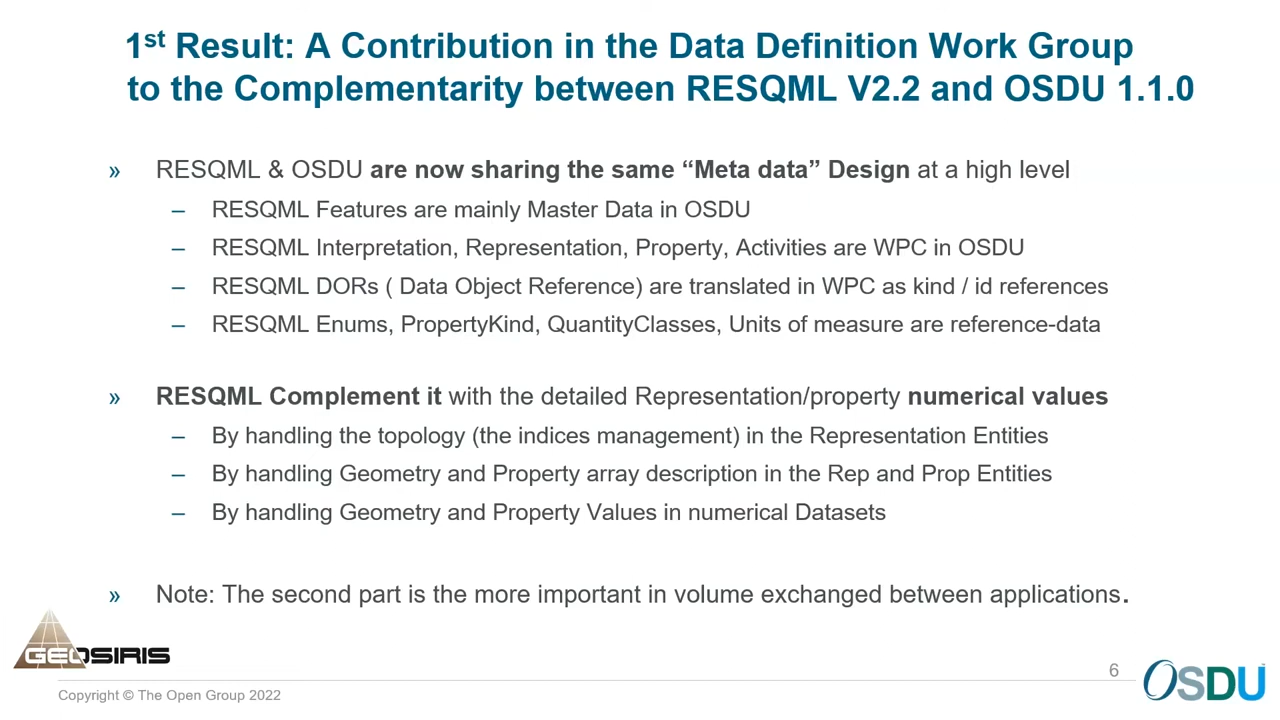 1st Result: A Contribution in the Data Definition Work Group
to the Complementarity between RESQML V2.2 and OSDU 1.1.0
» RESQML & OSDU are now sharing the same “Meta data” Design at a high level
– RESQML Features are mainly Master Data in OSDU
– RESQML Interpretation, Representation, Property, Activities are WPC in OSDU
– RESQML DORs ( Data Object Reference) are translated in WPC as kind / id references
– RESQML Enums, PropertyKind, QuantityClasses, Units of measure are reference-data
» RESQML Complement it with the detailed Representation/property numerical values
– By handling the topology (the indices management) in the Representation Entities
– By handling Geometry and Property array description in the Rep and Prop Entities
– By handling Geometry and Property Values in numerical Datasets
» Note: The second part is the more important in volume exchanged between applications.
GEOSIRIS
6
Copyright © The Open Group 2022
OSDU